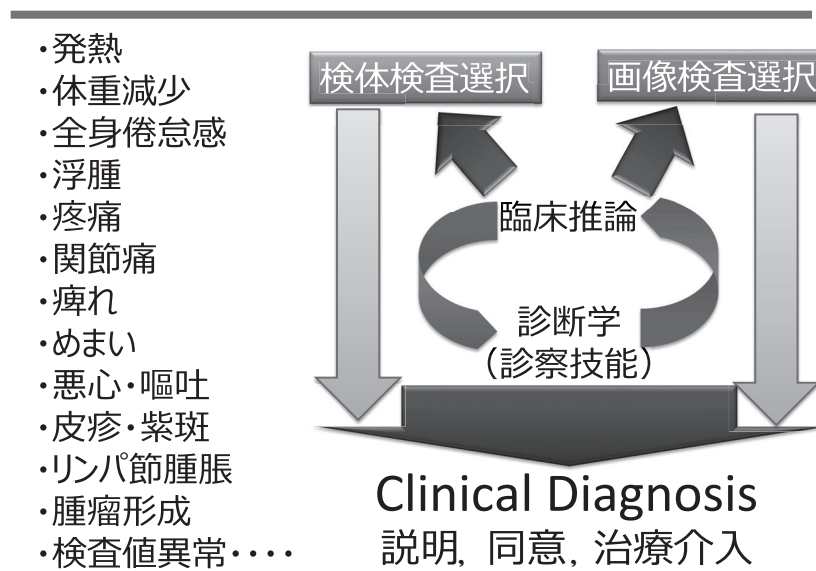 ・発熱
・体重減少
・全身倦怠感
・浮腫
・疼痛
・関節痛
・痺れ
・めまい
・悪心・嘔吐
・皮疹・紫斑
・リンパ節腫脹
・腫瘤形成
・検査値異常・・・・
検体検査選択
画像検査選択
臨床推論
診断学
（診察技能）
Clinical Diagnosis
説明, 同意, 治療介入